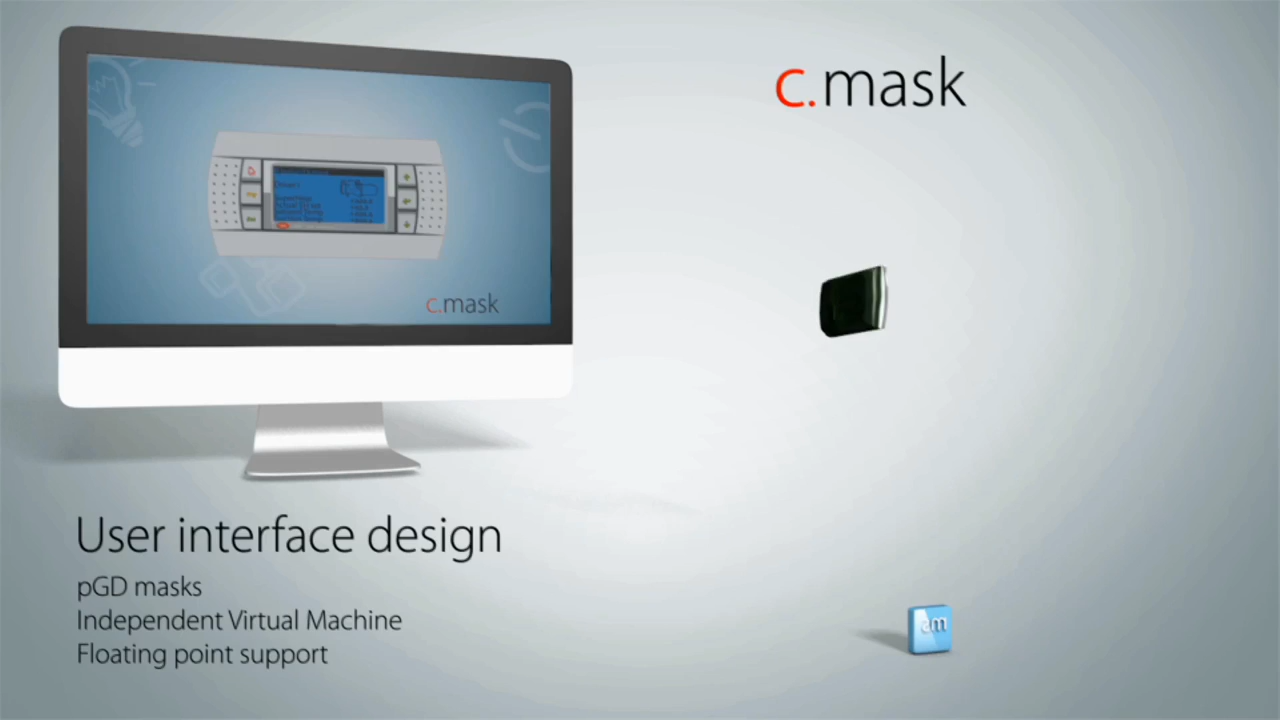 c.mask
c.mask
User interface design
pGD masks
Independent Virtual Machine
Floating point support